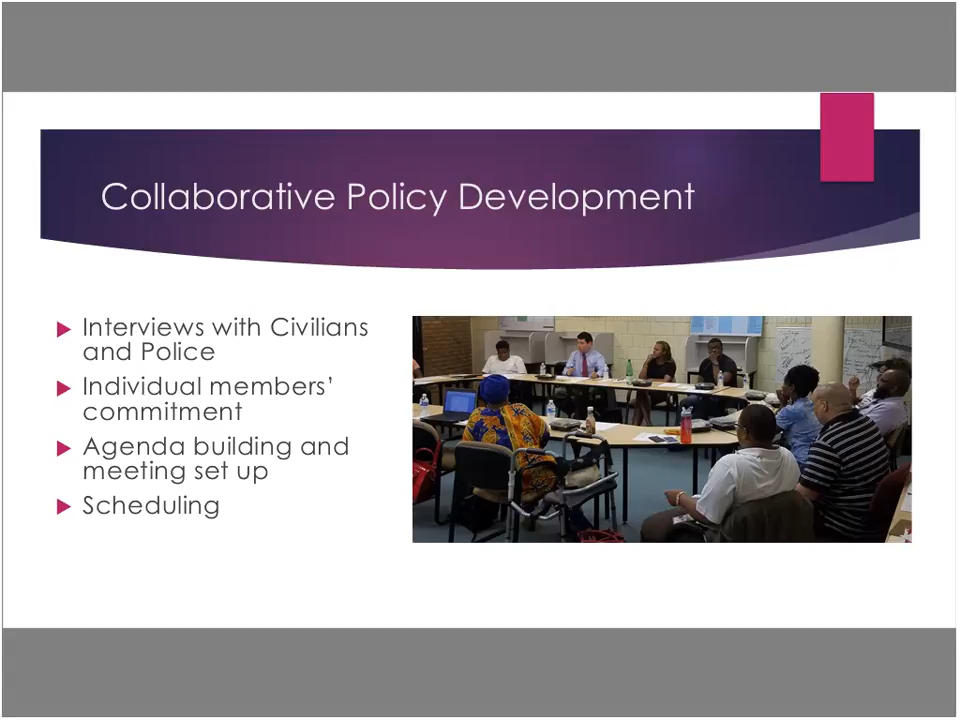 Collaborative Policy Development
Interviews with Civilians
and Police
Individual members’
commitment
Agenda building and
meeting set up
Scheduling